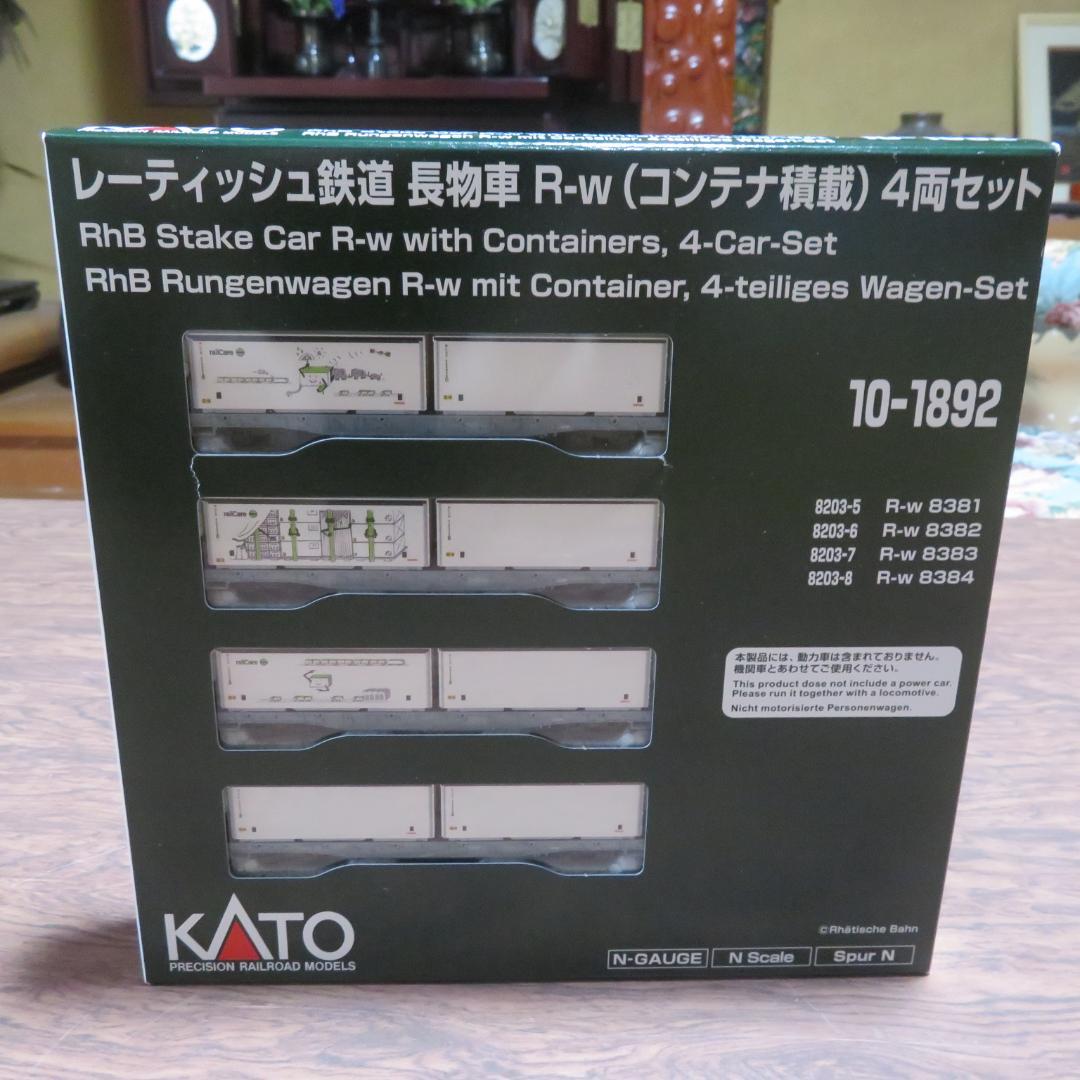 レーティッシュ鉄道 長物車 R-w (コンテナ積載) 4両セット
RhB Stake Car R-w with Containers, 4-Car-Set
RhB Rungenwagen R-w mit Container, 4-teiliges Wagen-Set
railCare
10-1892
8203-5 R-w 8381
8203-6 R-w 8382
8203-7 R-w 8383
8203-8 R-w 8384
railCare
railCare
本製品には、動力車は含まれておりません。
機関車とあわせてご使用ください。
This product dose not include a power car.
Please run it together with a locomotive.
Nicht motorisierte Personenwagen.
KATO
PRECISION RAILROAD MODELS
©Rhätische Bahn
N-GAUGE N Scale Spur N